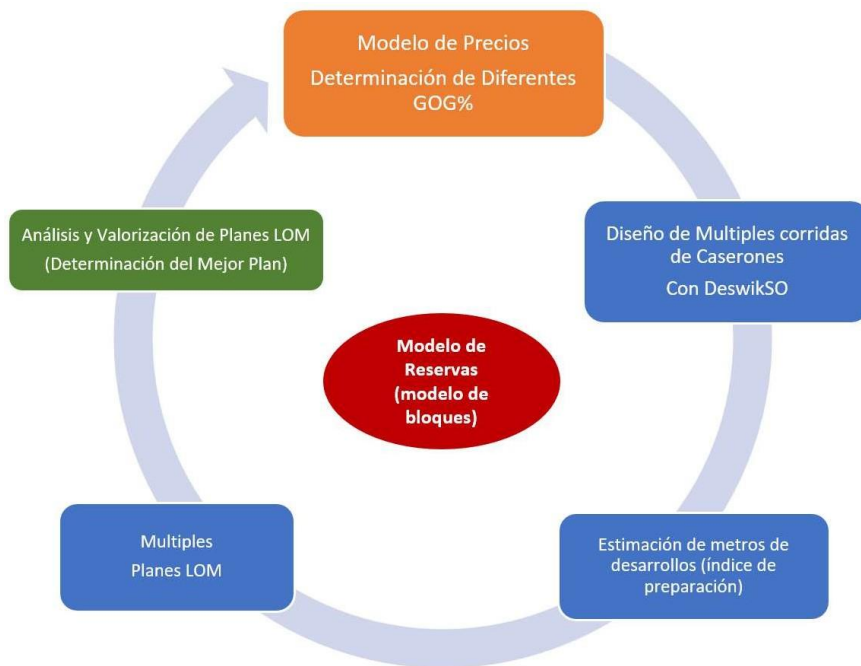 Modelo de Precios
Determinación de Diferentes
GOG%
Diseño de Multiples corridas
de Caserones
Con DeswikSO
Estimación de metros de
desarrollos (índice de
preparación)
Multiples
Planes LOM
Análisis y Valorización de Planes LOM
(Determinación del Mejor Plan)
Modelo de
Reservas
(modelo de
bloques)